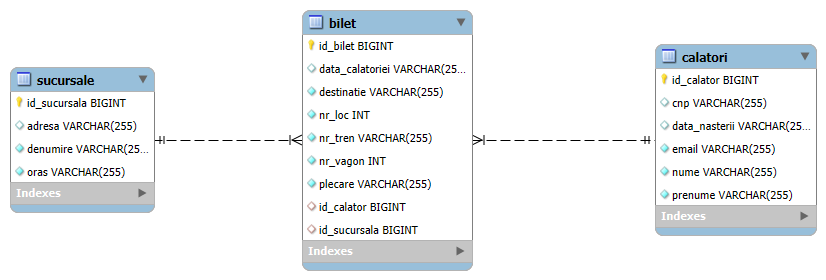 sucursale
id_sucursala BIGINT
adresa VARCHAR(255)
denumire VARCHAR(25...
oras VARCHAR(255)
Indexes
bilet
id_bilet BIGINT
data_calatoriei VARCHAR(25...
destinatie VARCHAR(255)
nr_loc INT
nr_tren VARCHAR(255)
nr_vagon INT
plecare VARCHAR(255)
id_calator BIGINT
id_sucursala BIGINT
Indexes
calatori
id_calator BIGINT
cnp VARCHAR(255)
data_nasterii VARCHAR(255...
email VARCHAR(255)
nume VARCHAR(255)
prenume VARCHAR(255)
Indexes